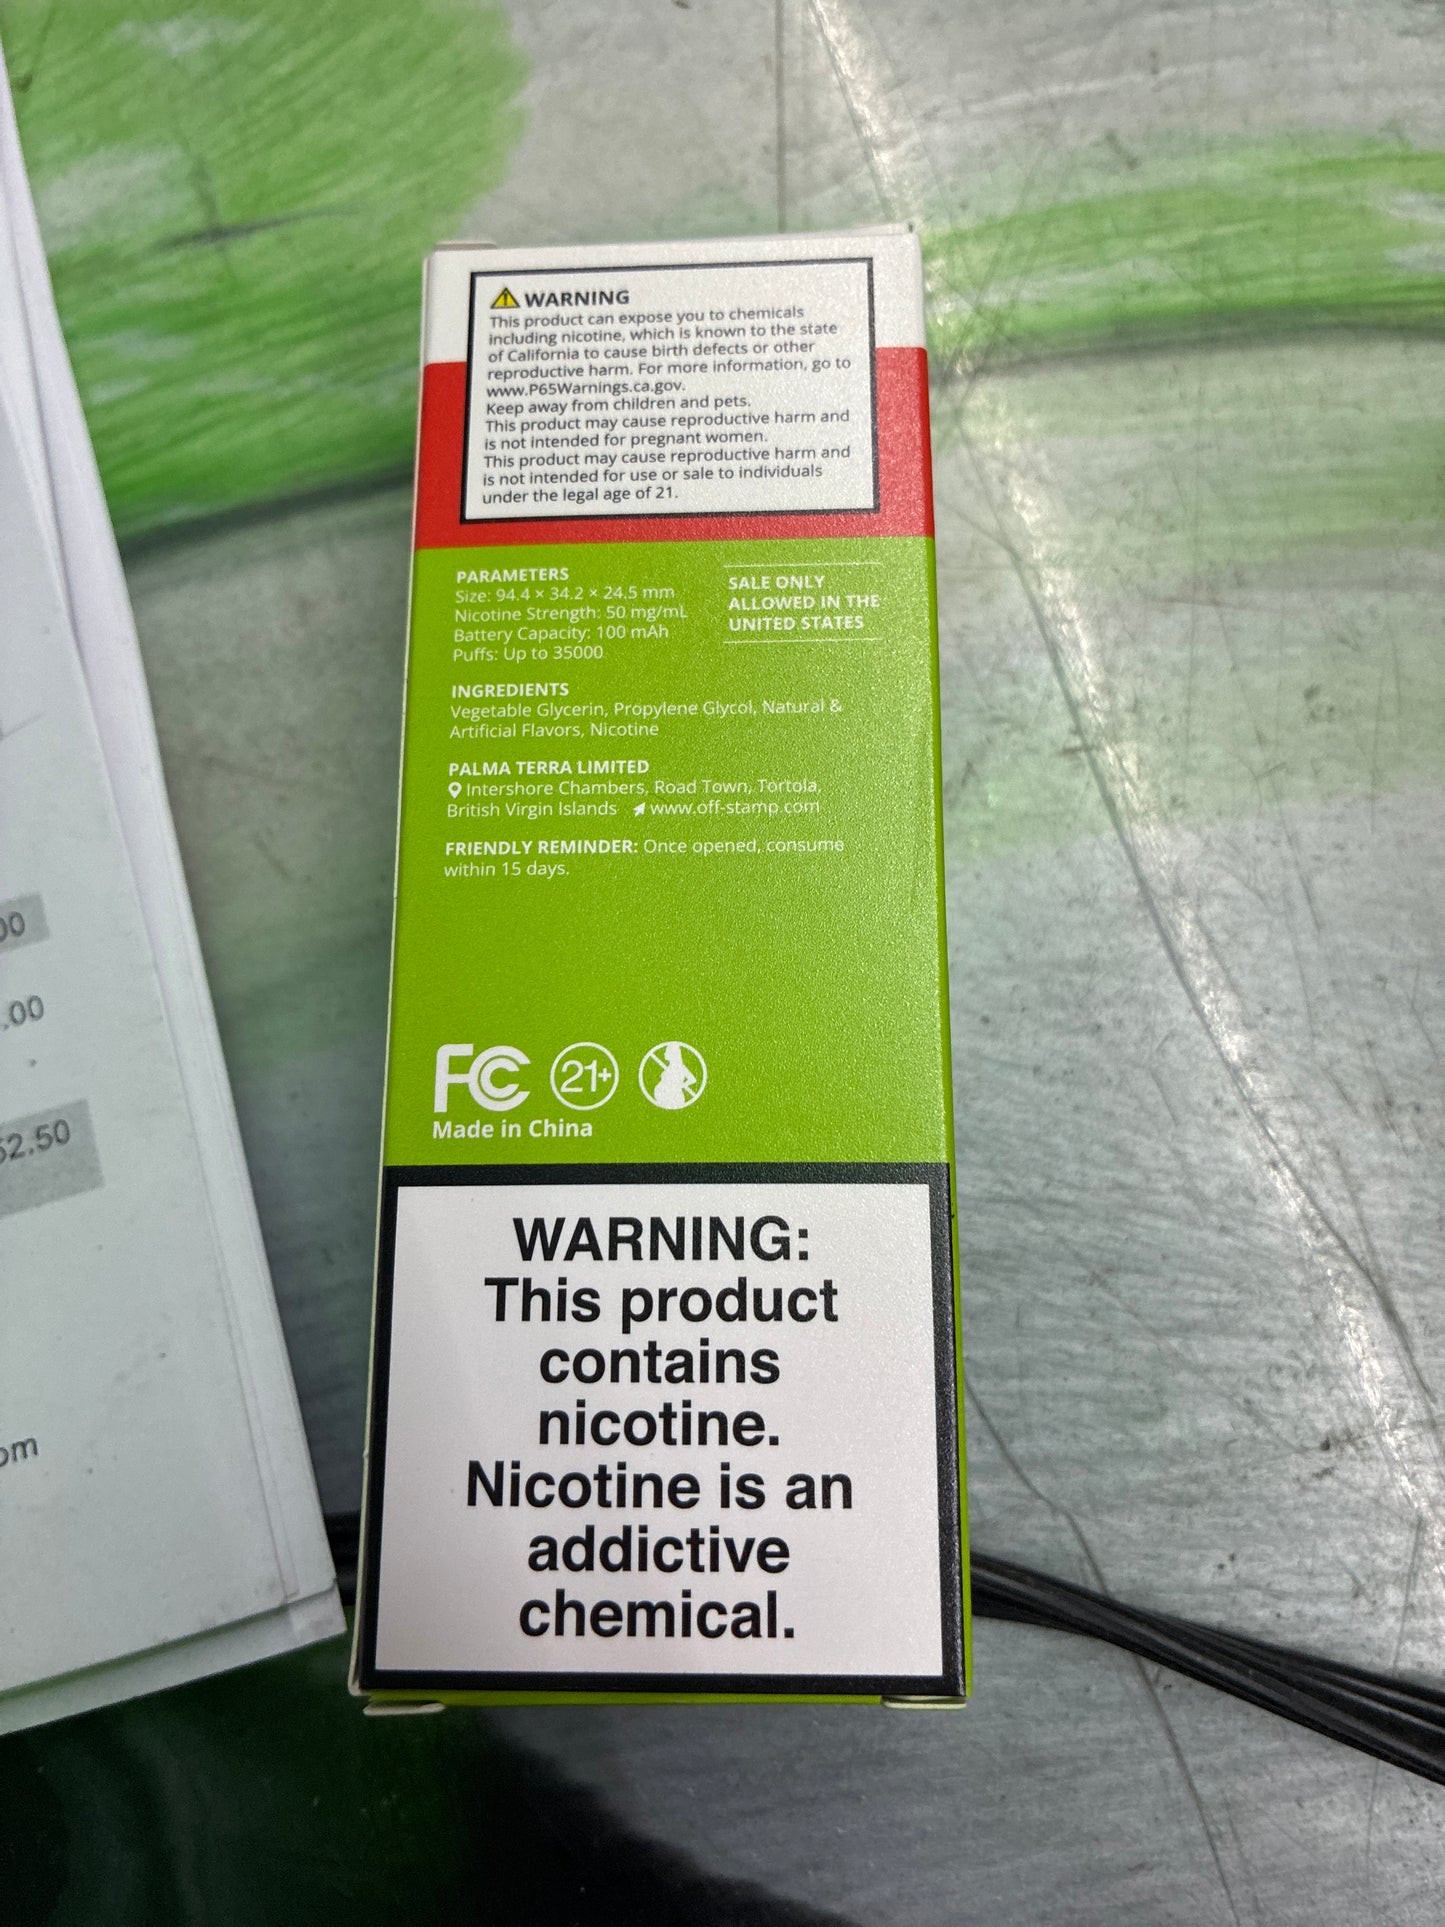 WARNING
This product can expose you to chemicals
including nicotine, which is known to the state
of California to cause birth defects or other
reproductive harm. For more information, go to
www.P65Warnings.ca.gov.
Keep away from children and pets.
This product may cause reproductive harm and
is not intended for pregnant women.
This product may cause reproductive harm and
is not intended for use or sale to individuals
under the legal age of 21.
PARAMETERS
Size: 94.4 × 34.2 × 24.5 mm
Nicotine Strength: 50 mg/mL
Battery Capacity: 100 mAh
Puffs: Up to 35000
SALE ONLY
ALLOWED IN THE
UNITED STATES
INGREDIENTS
Vegetable Glycerin, Propylene Glycol, Natural &
Artificial Flavors, Nicotine
PALMA TERRA LIMITED
Intershore Chambers, Road Town, Tortola,
British Virgin Islands www.off-stamp.com
FRIENDLY REMINDER: Once opened, consume
within 15 days.
FC 21+
Made in China
WARNING:
This product
contains
nicotine.
Nicotine is an
addictive
chemical.
.00
52.50
om